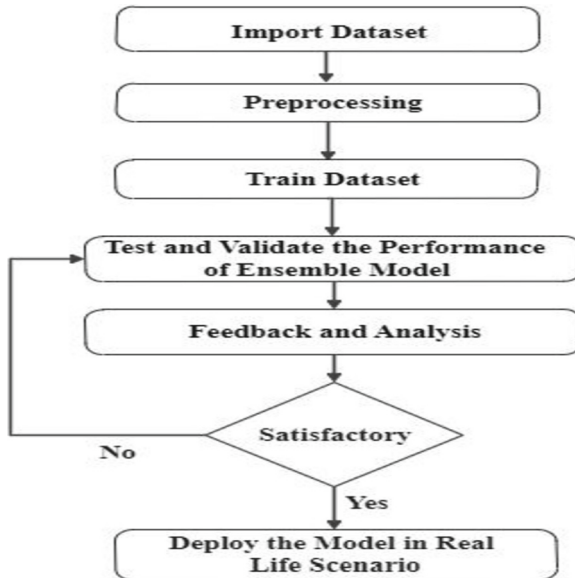 Import Dataset
Preprocessing
Train Dataset
Test and Validate the Performance
of Ensemble Model
Feedback and Analysis
Satisfactory
No
Yes
Deploy the Model in Real
Life Scenario